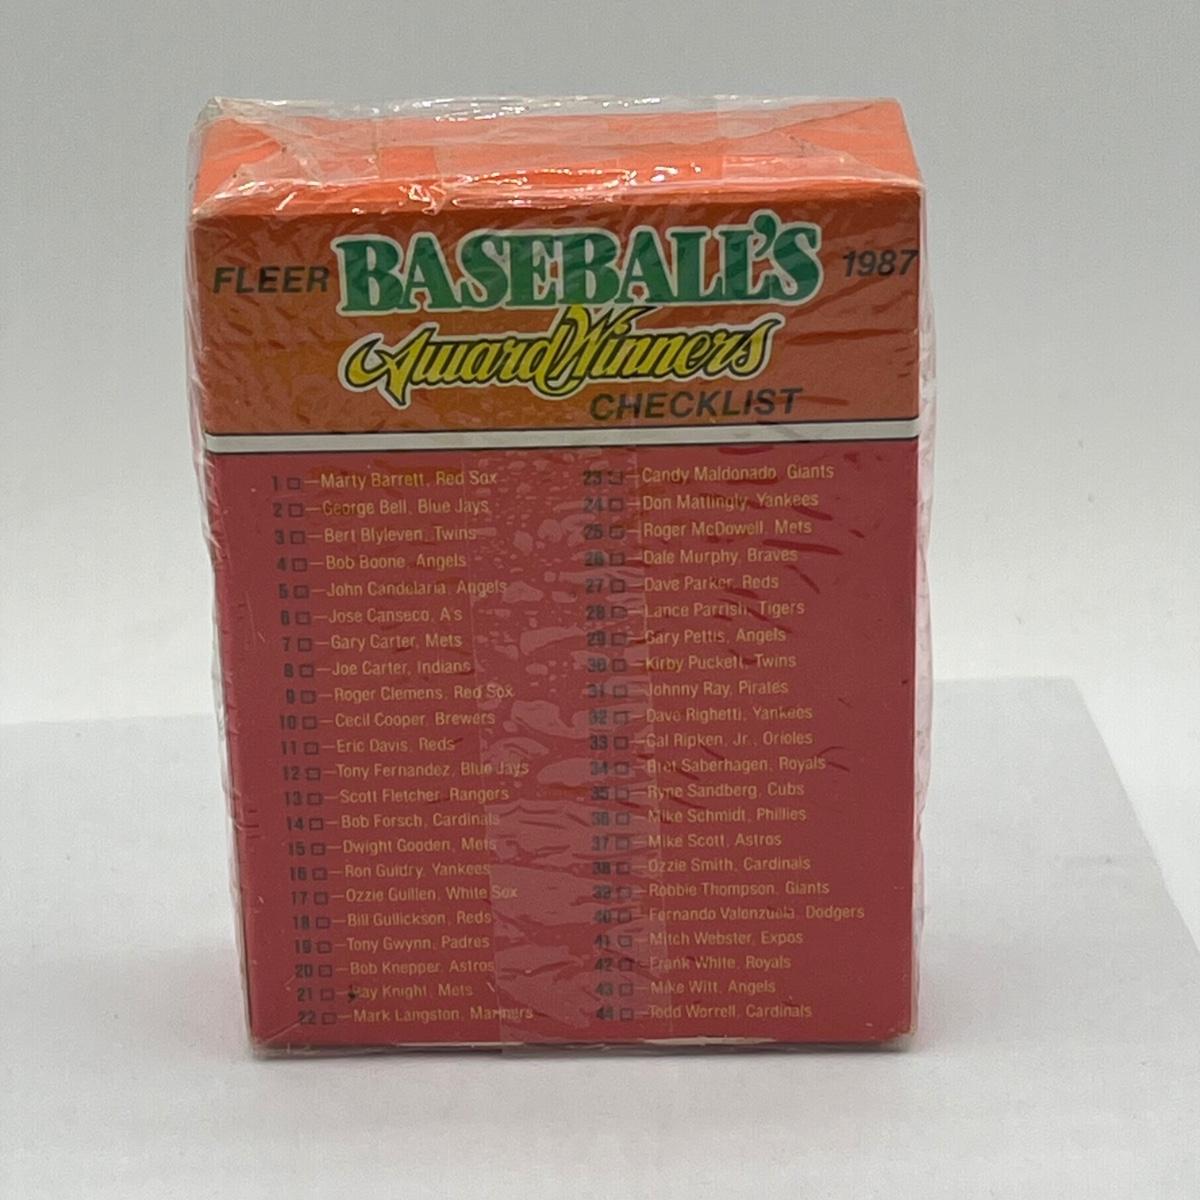 FLEER BASEBALL'S 1987
Award Winners
CHECKLIST
1 Marty Barrett, Red Sox
2 George Bell, Blue Jays
3 Bert Blyleven, Twins
4 Bob Boone, Angels
5 John Candelaria, Angels
6 Jose Canseco, A's
7 Gary Carter, Mets
8 Joe Carter, Indians
9 Roger Clemens, Red Sox
10 Cecil Cooper, Brewers
11 Eric Davis, Reds
12 Tony Fernandez, Blue Jays
13 Scott Fletcher, Rangers
14 Bob Forsch, Cardinals
15 Dwight Gooden, Mets
16 Ron Guidry, Yankees
17 Ozzie Guillen, White Sox
18 Bill Gullickson, Reds
19 Tony Gwynn, Padres
20 Bob Knepper, Astros
21 Ray Knight, Mets
22 Mark Langston, Mariners
23 Candy Maldonado, Giants
24 Don Mattingly, Yankees
25 Roger McDowell, Mets
26 Dale Murphy, Braves
27 Dave Parker, Reds
28 Lance Parrish, Tigers
29 Gary Pettis, Angels
30 Kirby Puckett, Twins
31 Johnny Ray, Pirates
32 Dave Righetti, Yankees
33 Cal Ripken, Jr., Orioles
34 Bret Saberhagen, Royals
35 Ryne Sandberg, Cubs
36 Mike Schmidt, Phillies
37 Mike Scott, Astros
38 Ozzie Smith, Cardinals
39 Robbie Thompson, Giants
40 Fernando Valenzuela, Dodgers
41 Mitch Webster, Expos
42 Frank White, Royals
43 Mike Witt, Angels
44 Todd Worrell, Cardinals